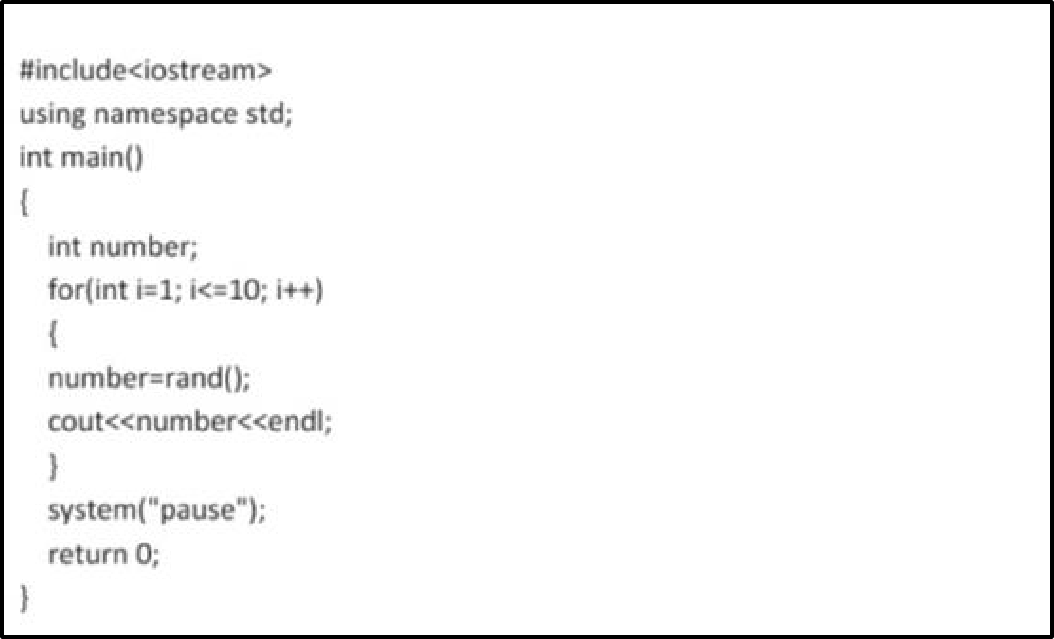 #include<iostream>
using namespace std;
int main()
{
int number;
for(int i=1; i<=10; i++)
{
number=rand();
cout<<number<<endl;
}
system("pause");
return 0;
}